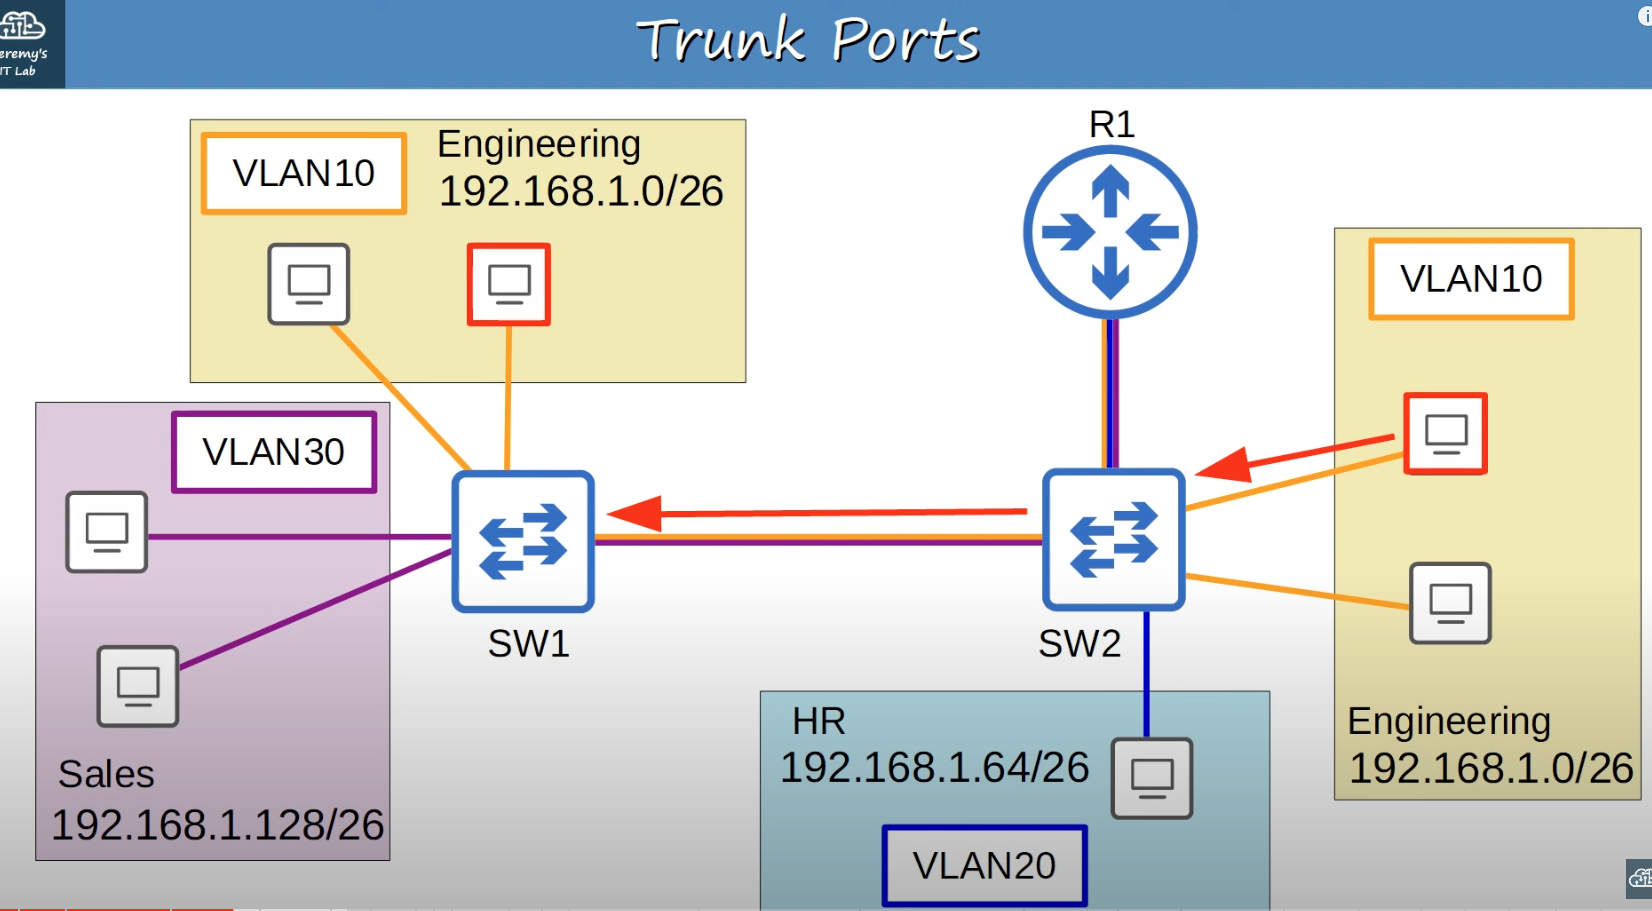 eremy's
IT Lab
Trunk Ports
VLAN10
Engineering
192.168.1.0/26
R1
VLAN10
VLAN30
SW1
SW2
Sales
192.168.1.128/26
HR
192.168.1.64/26
VLAN20
Engineering
192.168.1.0/26